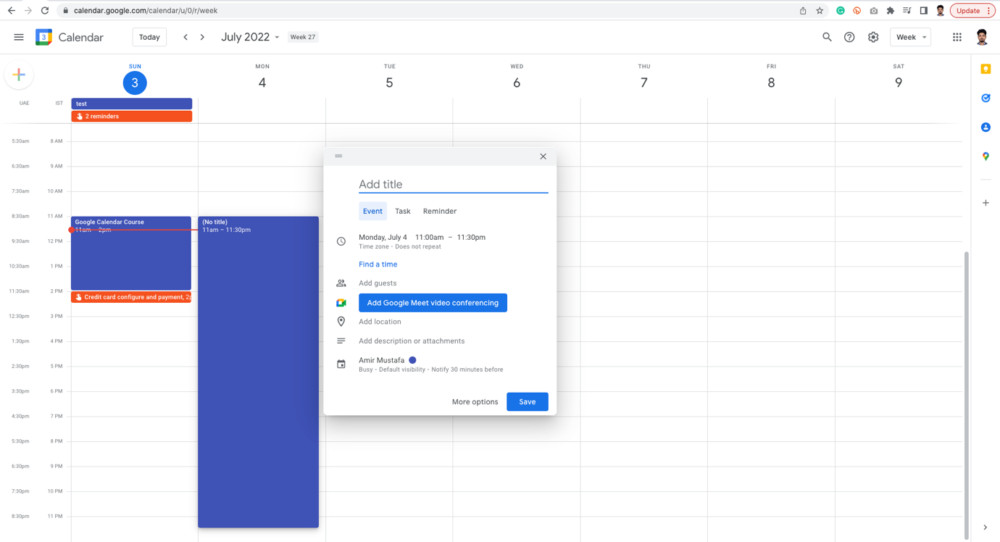 calendar.google.com/calendar/u/0/r/week
Update
3
Calendar
Today
July 2022
Week 27
Week
SUN
MON
TUE
WED
THU
FRI
SAT
3
4
5
6
7
8
9
UAE
IST
test
2 reminders
5:30am 8 AM
6:30am 9 AM
7:30am 10 AM
8:30am 11 AM
9:30am 12 PM
10:30am 1 PM
11:30am 2 PM
12:30pm 3 PM
1:30pm 4 PM
2:30pm 5 PM
3:30pm 6 PM
4:30pm 7 PM
5:30pm 8 PM
6:30pm 9 PM
7:30pm 10 PM
8:30pm 11 PM
Google Calendar Course
11am – 2pm
Credit card configure and payment, 2p
(No title)
11am – 11:30pm
Add title
Event Task Reminder
Monday, July 4 11:00am – 11:30pm
Time zone · Does not repeat
Find a time
Add guests
Add Google Meet video conferencing
Add location
Add description or attachments
Amir Mustafa
Busy · Default visibility · Notify 30 minutes before
More options
Save